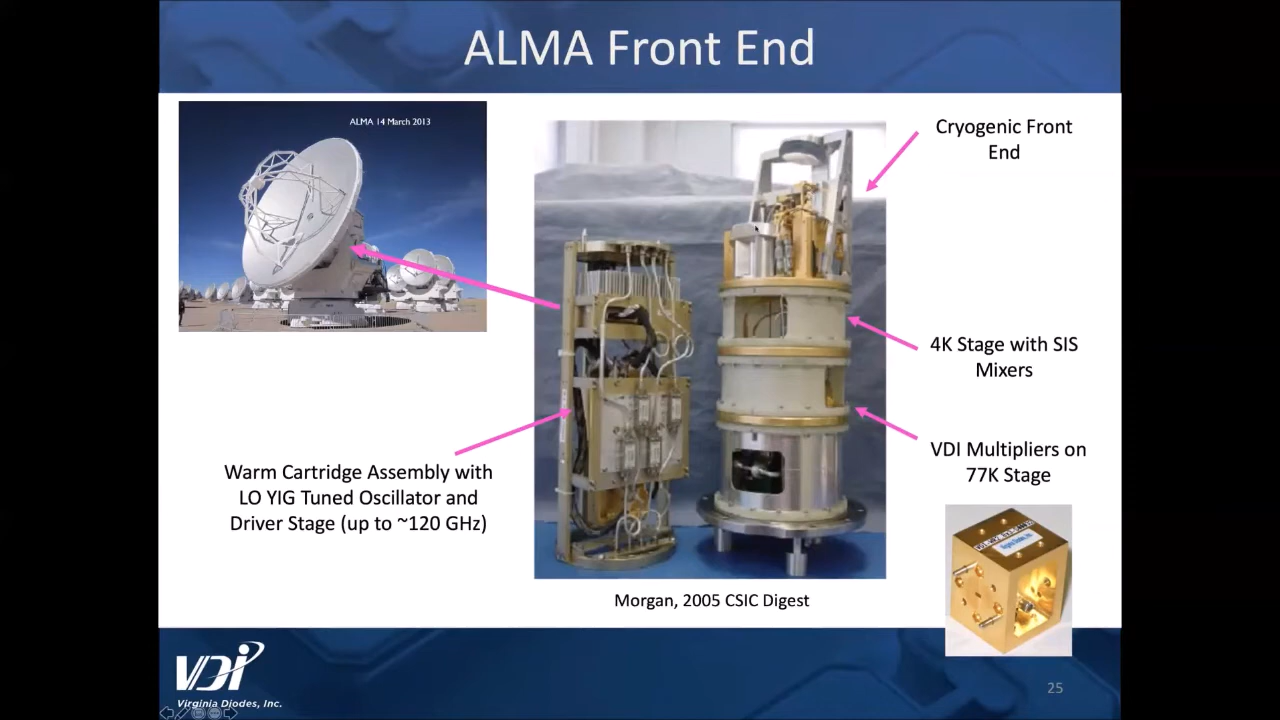 ALMA Front End
ALMA 14 March 2013
Cryogenic Front
End
4K Stage with SIS
Mixers
VDI Multipliers on
77K Stage
Warm Cartridge Assembly with
LO YIG Tuned Oscillator and
Driver Stage (up to ~120 GHz)
Morgan, 2005 CSIC Digest
VDI
Virginia Diodes, Inc.
25